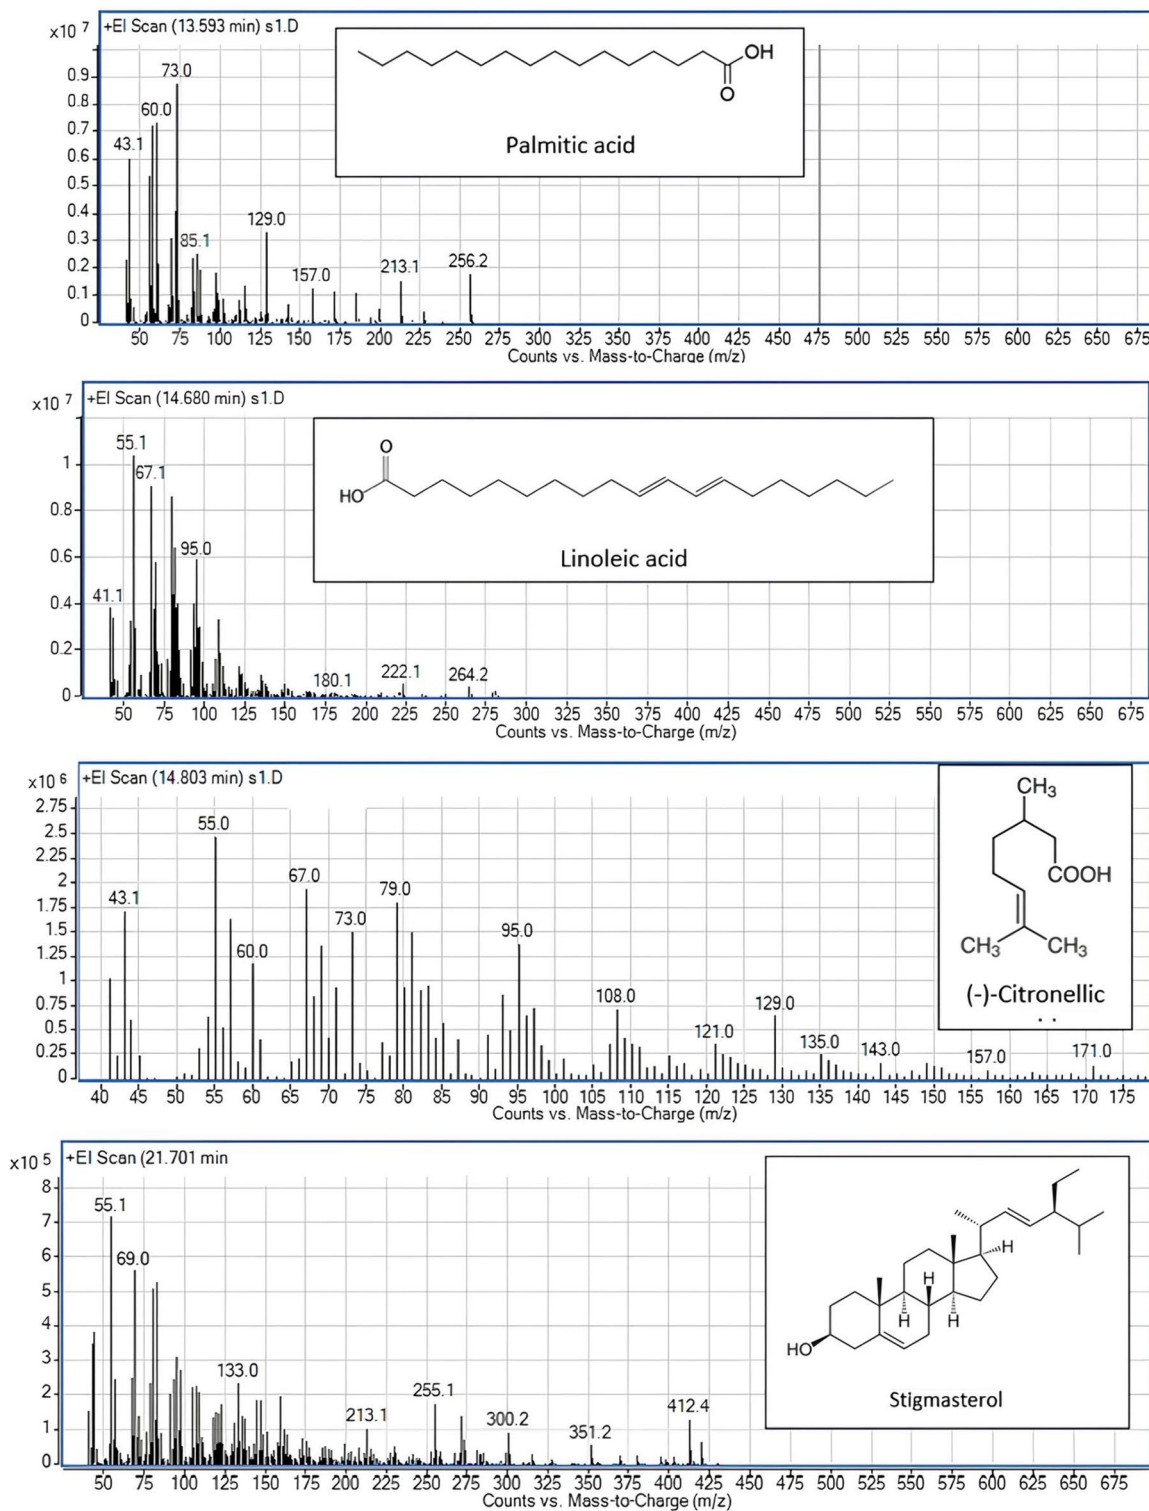 +EI Scan (13.593 min) s1.D
x10 7
0.9
0.8
0.7
0.6
0.5
0.4
0.3
0.2
0.1
0
73.0
60.0
43.1
85.1
129.0
157.0
213.1
256.2
OH
O
Palmitic acid
50 75 100 125 150 175 200 225 250 275 300 325 350 375 400 425 450 475 500 525 550 575 600 625 650 675
Counts vs. Mass-to-Charge (m/z)
+EI Scan (14.680 min) s1.D
x10 7
1
0.8
0.6
0.4
0.2
0
55.1
67.1
95.0
41.1
180.1
222.1
264.2
O
HO
Linoleic acid
50 75 100 125 150 175 200 225 250 275 300 325 350 375 400 425 450 475 500 525 550 575 600 625 650 675
Counts vs. Mass-to-Charge (m/z)
+EI Scan (14.803 min) s1.D
x10 6
2.75
2.5
2.25
2
1.75
1.5
1.25
1
0.75
0.5
0.25
0
55.0
43.1
67.0
79.0
73.0
60.0
95.0
108.0
121.0
129.0
135.0
143.0
157.0
171.0
CH3
COOH
CH3 CH3
(-)-Citronellic
40 45 50 55 60 65 70 75 80 85 90 95 100 105 110 115 120 125 130 135 140 145 150 155 160 165 170 175
Counts vs. Mass-to-Charge (m/z)
+EI Scan (21.701 min
x10 5
8
7
6
5
4
3
2
1
0
55.1
69.0
133.0
213.1
255.1
300.2
351.2
412.4
H
H
H H
HO
Stigmasterol
50 75 100 125 150 175 200 225 250 275 300 325 350 375 400 425 450 475 500 525 550 575 600 625 650 675
Counts vs. Mass-to-Charge (m/z)